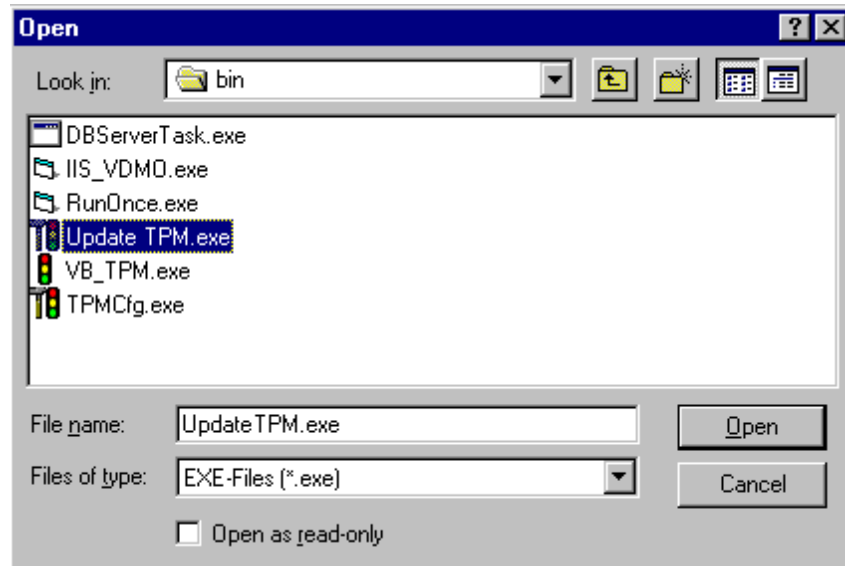 Open
Look in: bin
DBServerTask.exe
IIS_VDMO.exe
RunOnce.exe
Update TPM.exe
VB_TPM.exe
TPMCfg.exe
File name: UpdateTPM.exe Open
Files of type: EXE-Files (*.exe) Cancel
Open as read-only